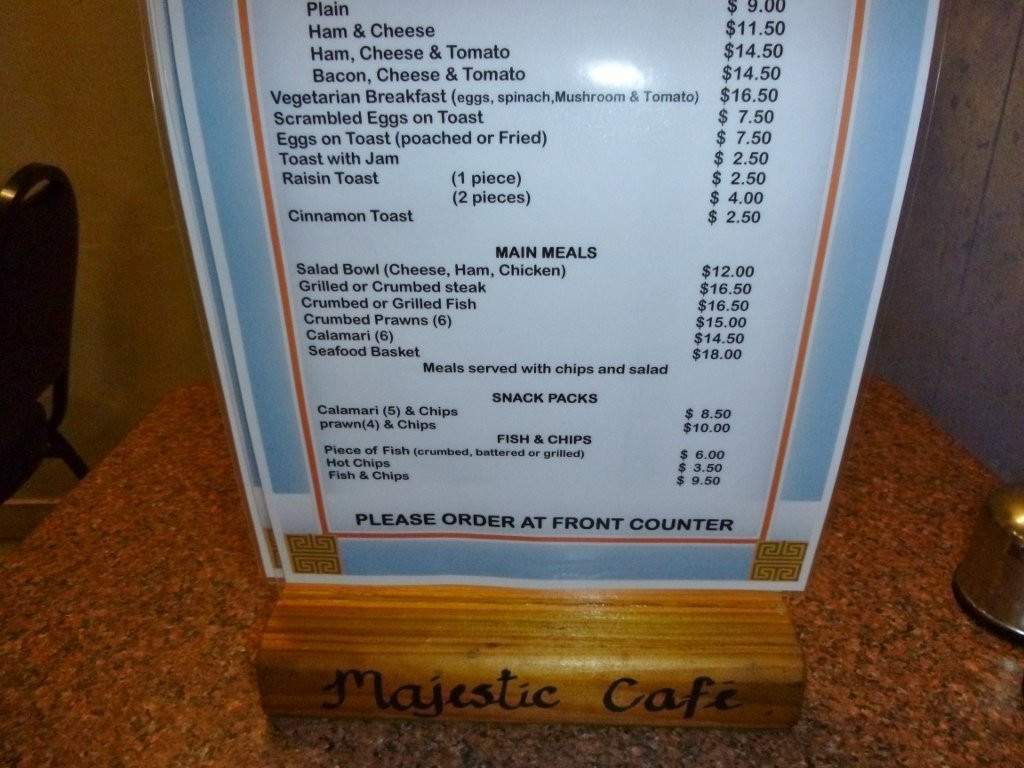 Plain $ 9.00
Ham & Cheese $11.50
Ham, Cheese & Tomato $14.50
Bacon, Cheese & Tomato $14.50
Vegetarian Breakfast (eggs, spinach,Mushroom & Tomato) $16.50
Scrambled Eggs on Toast $ 7.50
Eggs on Toast (poached or Fried) $ 7.50
Toast with Jam $ 2.50
Raisin Toast (1 piece) $ 2.50
(2 pieces) $ 4.00
Cinnamon Toast $ 2.50
MAIN MEALS
Salad Bowl (Cheese, Ham, Chicken) $12.00
Grilled or Crumbed steak $16.50
Crumbed or Grilled Fish $16.50
Crumbed Prawns (6) $15.00
Calamari (6) $14.50
Seafood Basket $18.00
Meals served with chips and salad
SNACK PACKS
Calamari (5) & Chips $ 8.50
prawn(4) & Chips $10.00
FISH & CHIPS
Piece of Fish (crumbed, battered or grilled) $ 6.00
Hot Chips $ 3.50
Fish & Chips $ 9.50
PLEASE ORDER AT FRONT COUNTER
Majestic Café